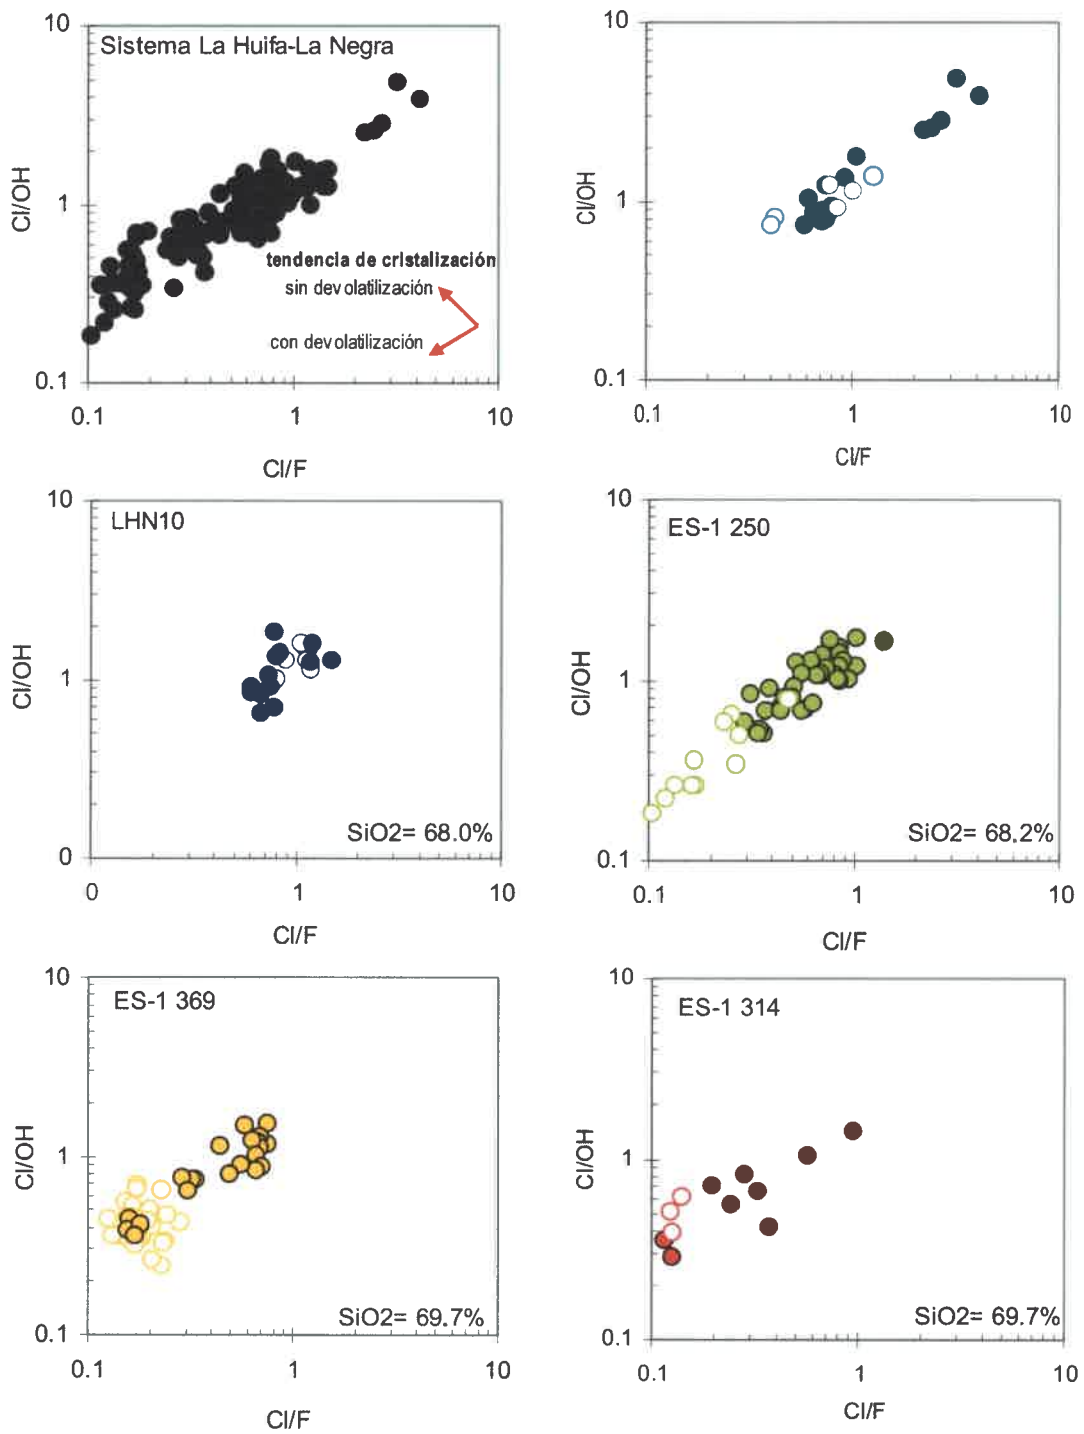 10
Sistema La Huifa-La Negra
Cl/OH
1
tendencia de cristalización
sin devolatilización
con devolatilización
0.1
0.1
1
10
Cl/F
10
Cl/OH
1
0.1
0.1
1
10
Cl/F
10
LHN10
Cl/OH
1
SiO2= 68.0%
0
0
1
10
Cl/F
10
ES-1 250
Cl/OH
1
SiO2= 68.2%
0.1
0.1
1
10
Cl/F
10
ES-1 369
Cl/OH
1
SiO2= 69.7%
0.1
0.1
1
10
Cl/F
10
ES-1 314
Cl/OH
1
SiO2= 69.7%
0.1
0.1
1
10
Cl/F